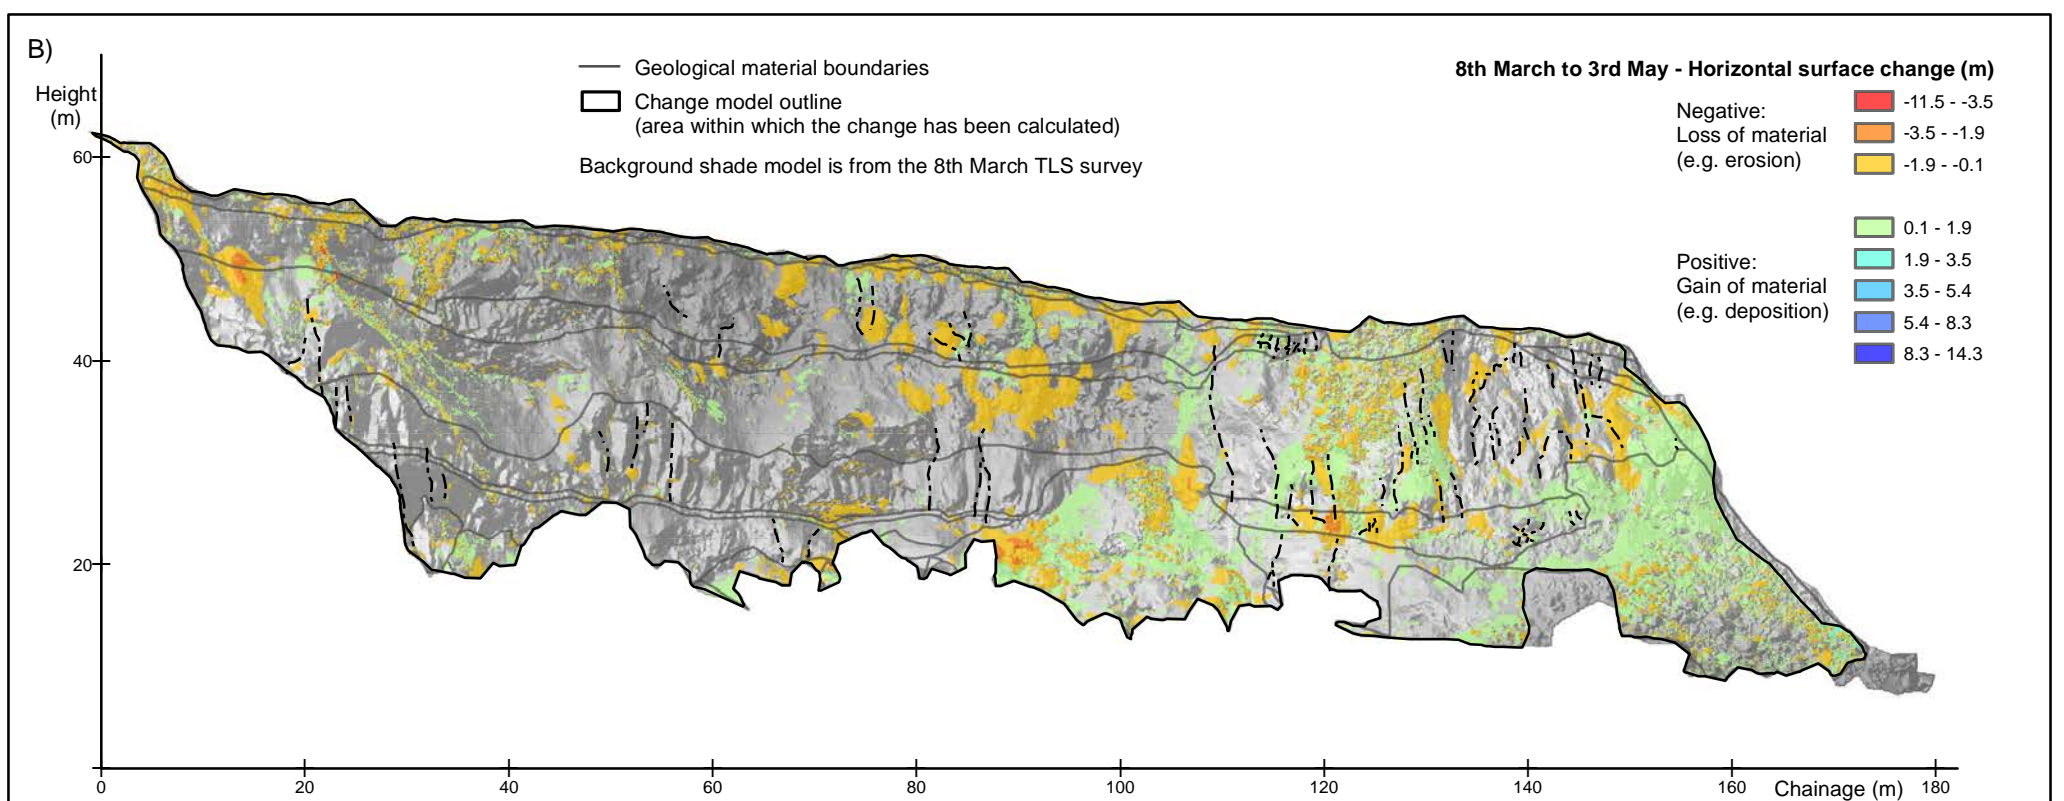 B)
Height
(m)
60
40
20
Geological material boundaries
Change model outline
(area within which the change has been calculated)
Background shade model is from the 8th March TLS survey
8th March to 3rd May - Horizontal surface change (m)
Negative:
Loss of material
(e.g. erosion)
-11.5 - -3.5
-3.5 - -1.9
-1.9 - -0.1
Positive:
Gain of material
(e.g. deposition)
0.1 - 1.9
1.9 - 3.5
3.5 - 5.4
5.4 - 8.3
8.3 - 14.3
0 20 40 60 80 100 120 140 160 Chainage (m) 180